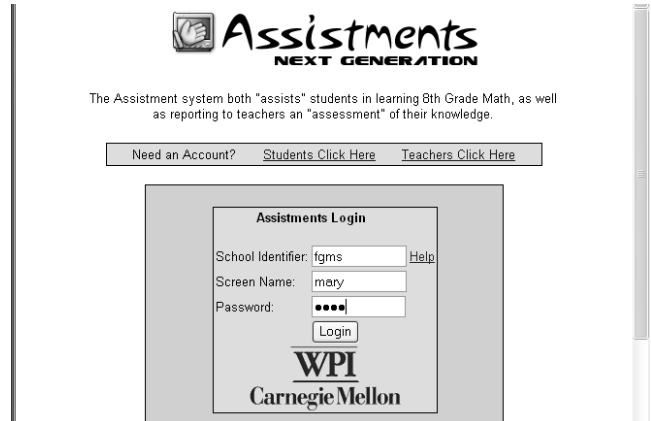 Assistments
NEXT GENERATION
The Assistment system both "assists" students in learning 8th Grade Math, as well
as reporting to teachers an "assessment" of their knowledge.
Need an Account? Students Click Here Teachers Click Here
Assistments Login
School Identifier: fgms Help
Screen Name: mary
Password: ••••
Login
WPI
Carnegie Mellon